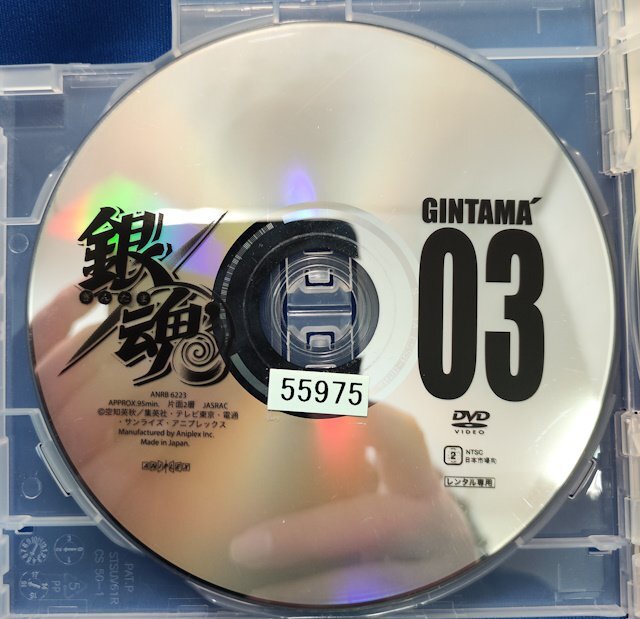 GINTAMA'
03
銀魂
ぎんたま
ANRB 6223
APPROX.95min. 片面2層 JASRAC
©空知英秋／集英社・テレビ東京・電通
・サンライズ・アニプレックス
Manufactured by Aniplex Inc.
Made in Japan.
ANIPLEX
55975
DVD
VIDEO
2
NTSC
日本市場向
レンタル専用
PAT.P